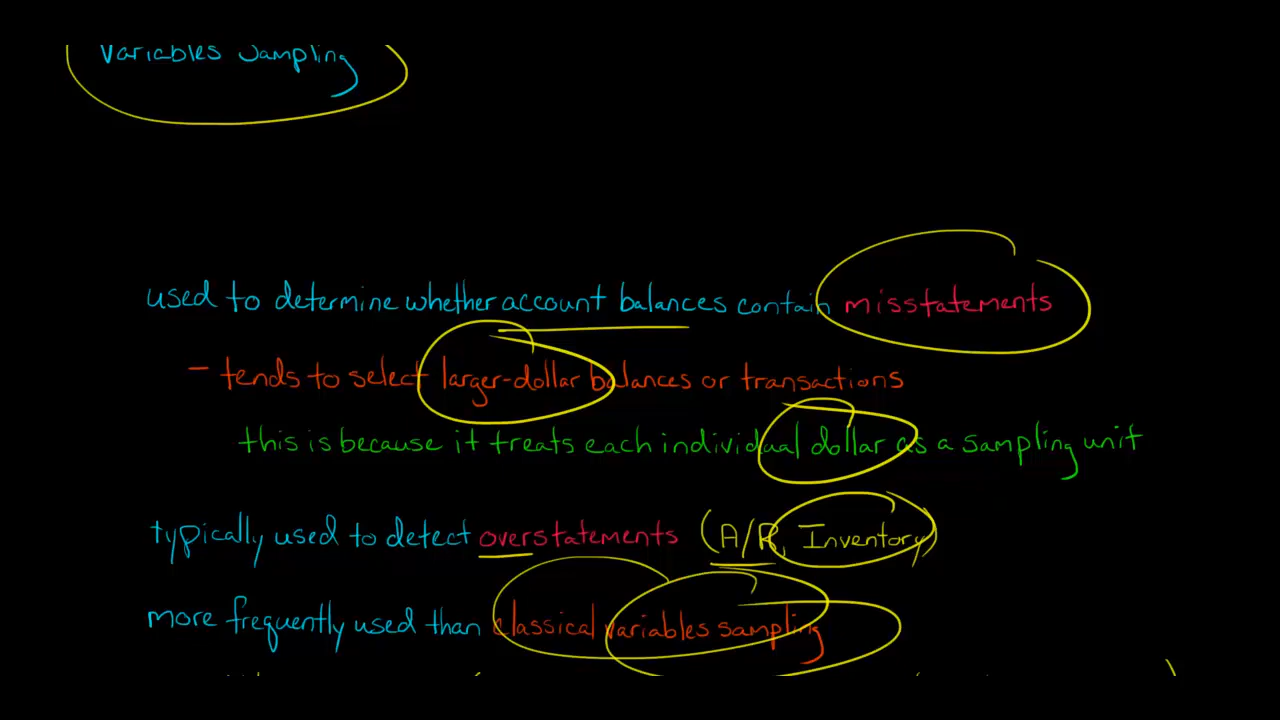 Variables Sampling
used to determine whether account balances contain misstatements
- tends to select larger-dollar balances or transactions
this is because it treats each individual dollar as a sampling unit
typically used to detect overstatements (A/R, Inventory)
more frequently used than classical variables sampling